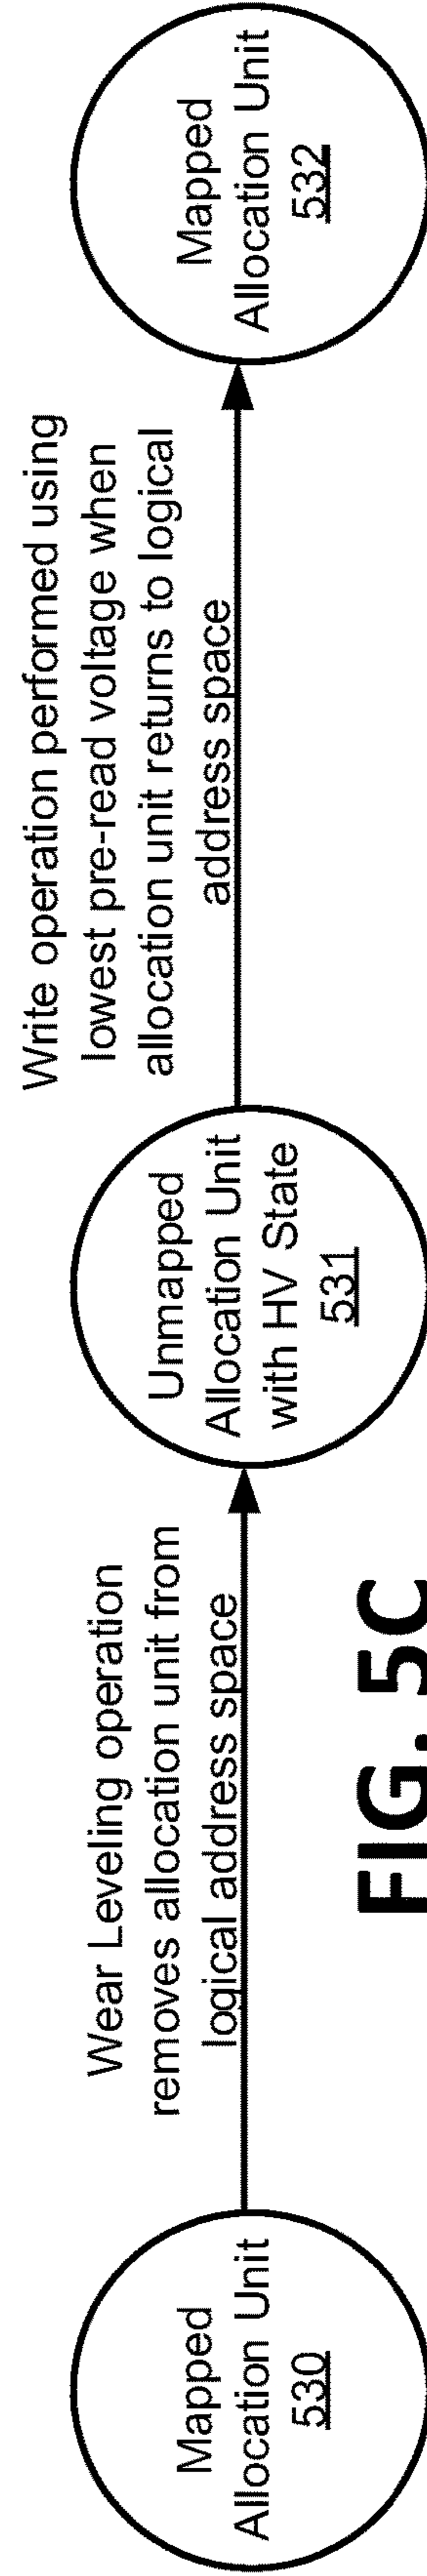 Mapped
Allocation Unit
530
Wear Leveling operation
removes allocation unit from
logical address space
Unmapped
Allocation Unit
with HV State
531
Write operation performed using
lowest pre-read voltage when
allocation unit returns to logical
address space
Mapped
Allocation Unit
532
FIG. 5C